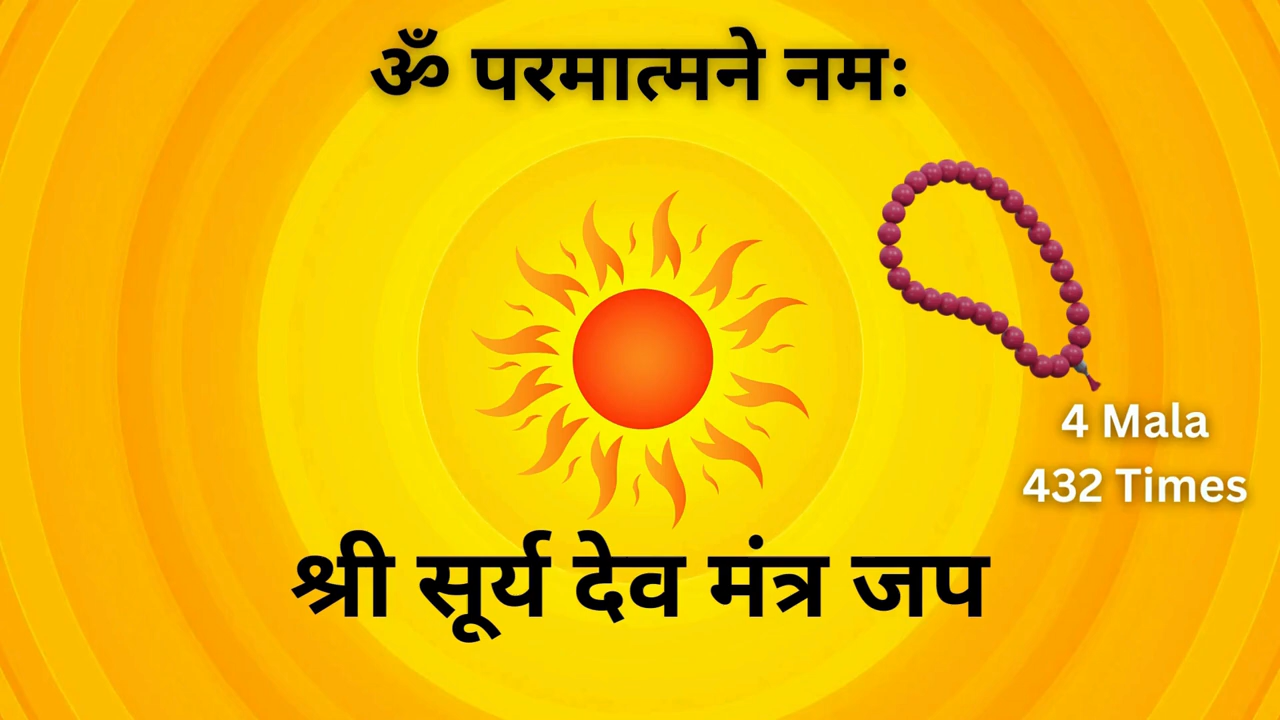 ॐ परमात्मने नमः
4 Mala
432 Times
श्री सूर्य देव मंत्र जप